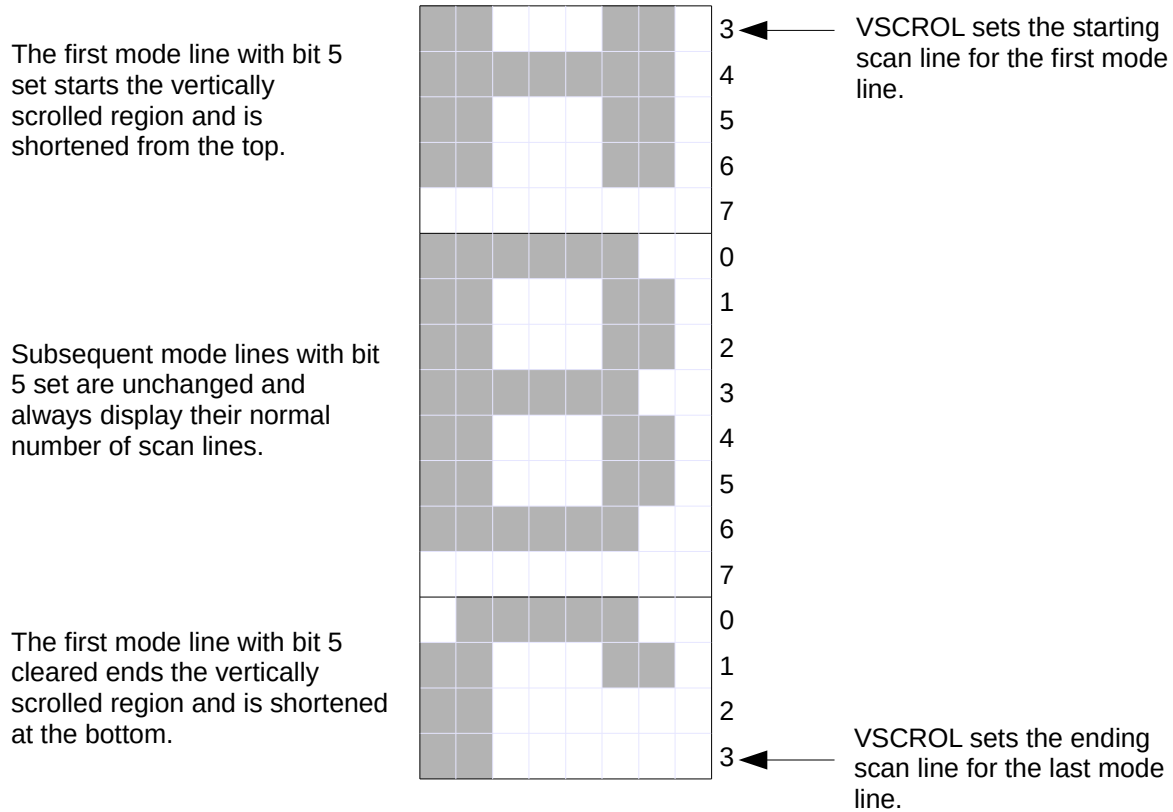 The first mode line with bit 5
set starts the vertically
scrolled region and is
shortened from the top.
3
4
5
6
7
VSCROL sets the starting
scan line for the first mode
line.
Subsequent mode lines with bit
5 set are unchanged and
always display their normal
number of scan lines.
0
1
2
3
4
5
6
7
The first mode line with bit 5
cleared ends the vertically
scrolled region and is shortened
at the bottom.
0
1
2
3
VSCROL sets the ending
scan line for the last mode
line.